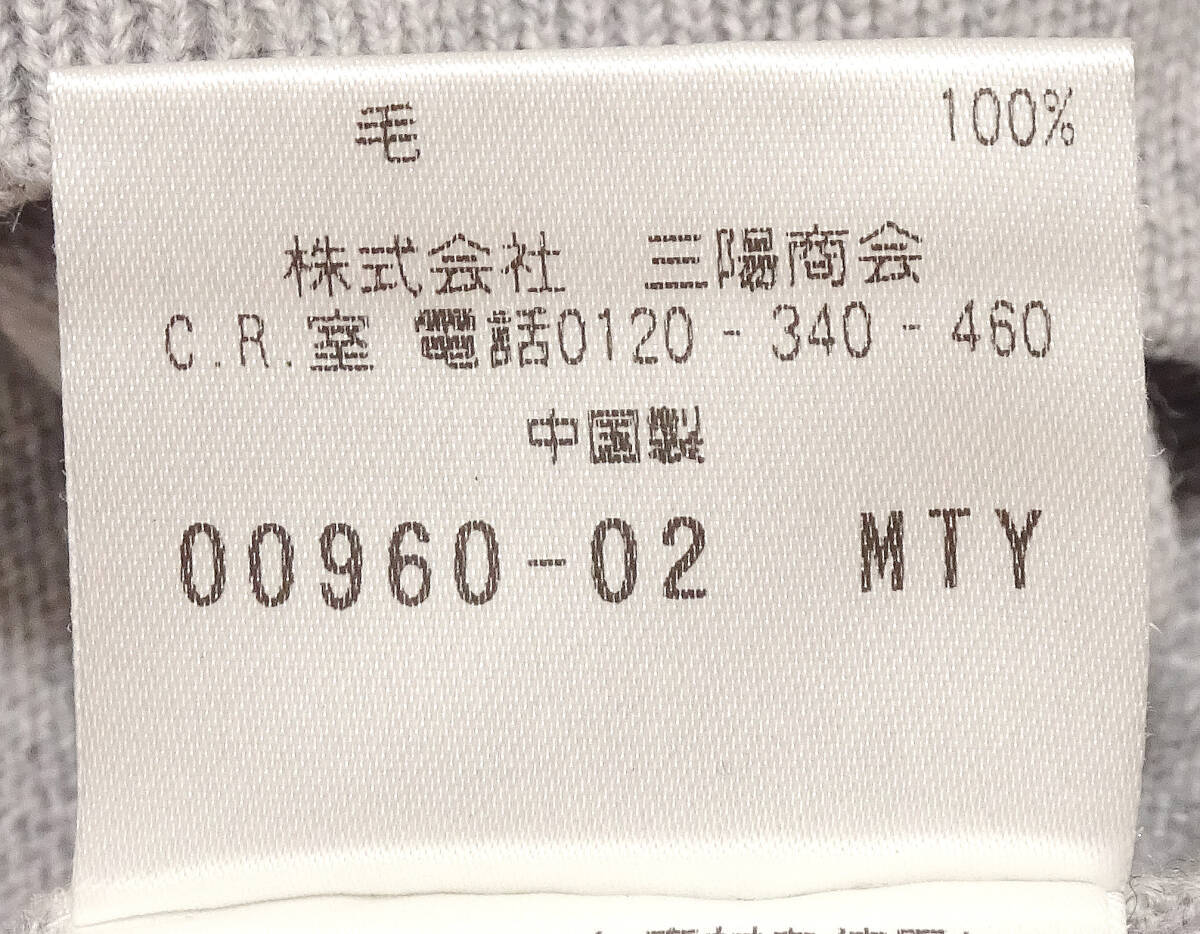 毛 100%
株式会社 三陽商会
C.R.室 電話0120-340-460
中国製
00960-02 MTY